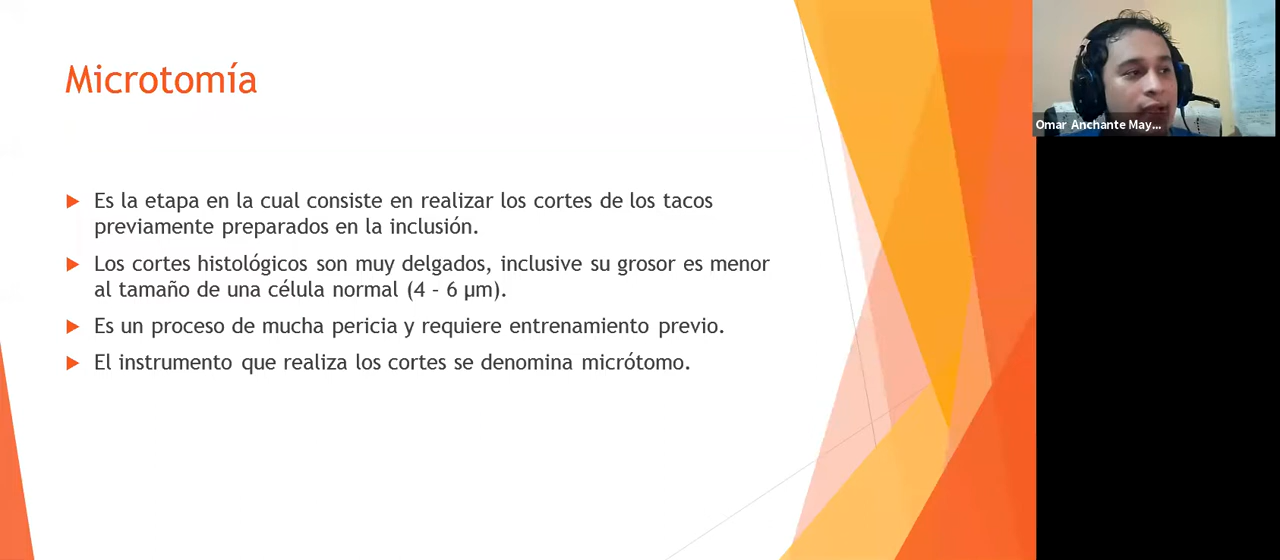 Microtomía
Es la etapa en la cual consiste en realizar los cortes de los tacos
previamente preparados en la inclusión.
Los cortes histológicos son muy delgados, inclusive su grosor es menor
al tamaño de una célula normal (4 – 6 µm).
Es un proceso de mucha pericia y requiere entrenamiento previo.
El instrumento que realiza los cortes se denomina micrótomo.
Omar Anchante May...